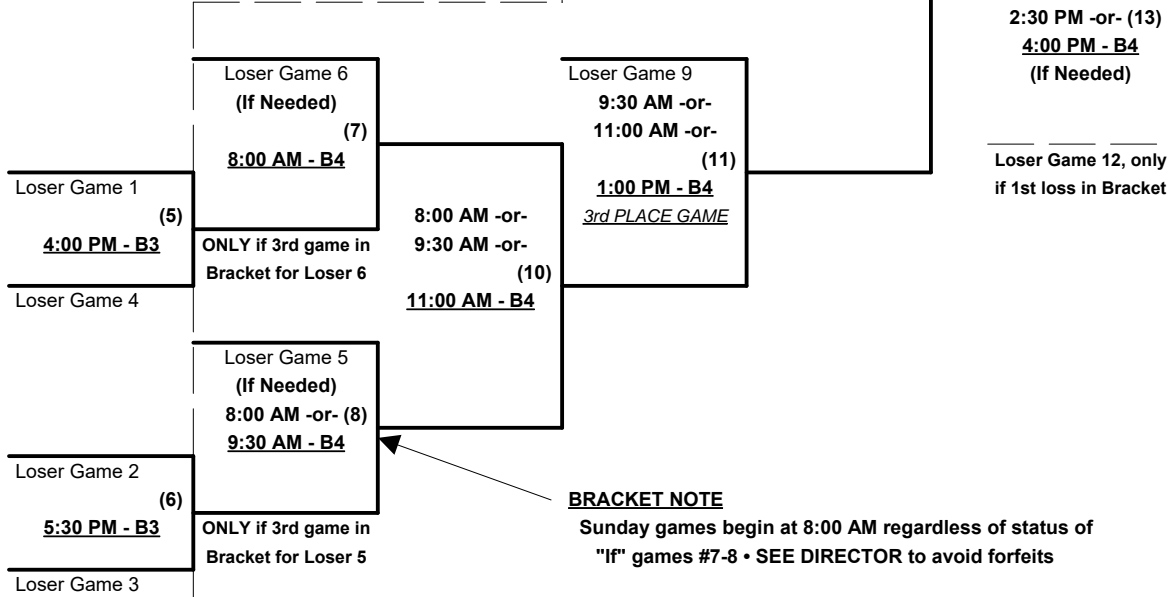 2:30 PM -or- (13)
4:00 PM - B4
(If Needed)
Loser Game 12, only
if 1st loss in Bracket
Loser Game 6
(If Needed)
(7)
8:00 AM - B4
Loser Game 9
9:30 AM -or-
11:00 AM -or-
(11)
1:00 PM - B4
3rd PLACE GAME
Loser Game 1
(5)
4:00 PM - B3
ONLY if 3rd game in
Bracket for Loser 6
Loser Game 4
8:00 AM -or-
9:30 AM -or-
(10)
11:00 AM - B4
Loser Game 5
(If Needed)
8:00 AM -or- (8)
9:30 AM - B4
Loser Game 2
(6)
5:30 PM - B3
ONLY if 3rd game in
Bracket for Loser 5
Loser Game 3
BRACKET NOTE
Sunday games begin at 8:00 AM regardless of status of
"If" games #7-8 • SEE DIRECTOR to avoid forfeits